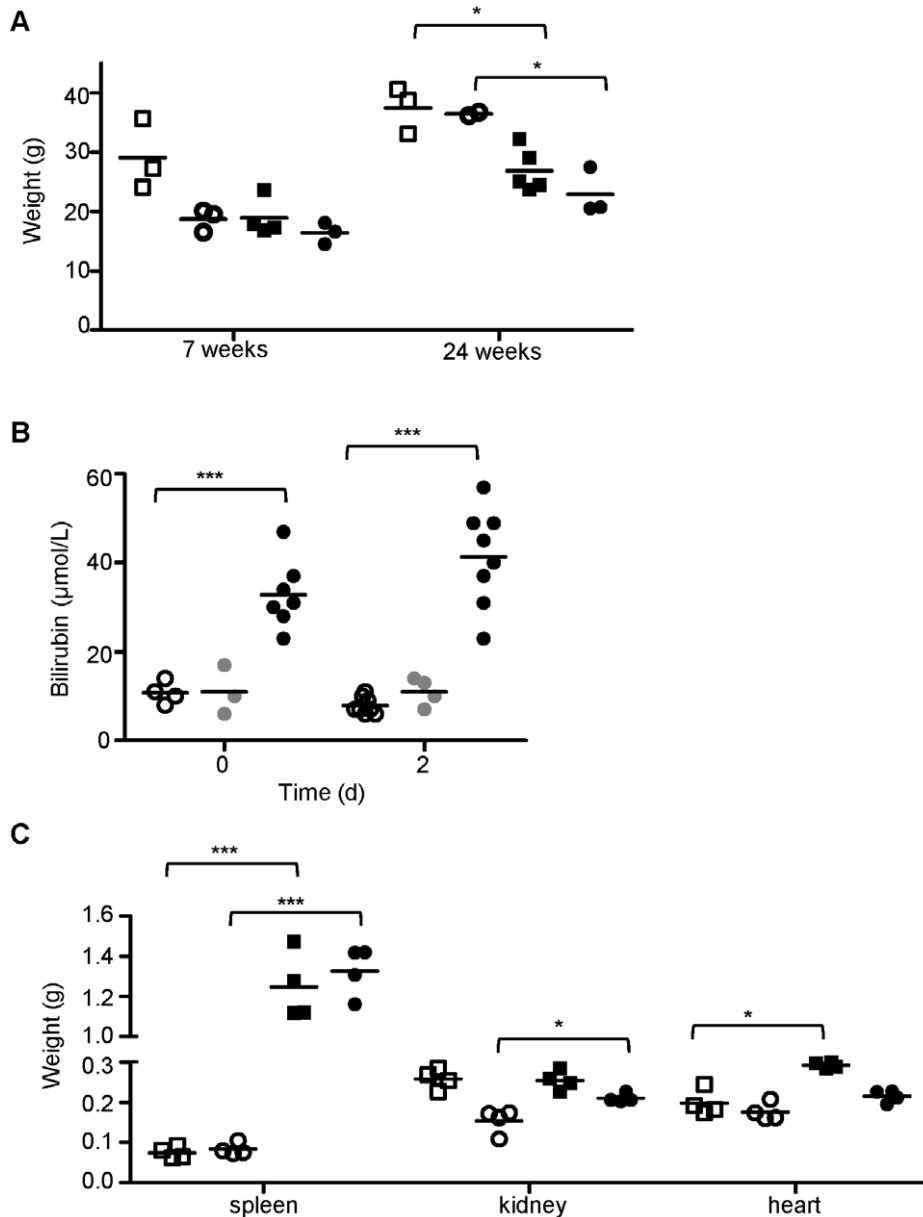 A
*
*
40
30
20
10
0
Weight (g)
7 weeks
24 weeks
B
***
***
60
40
20
0
Bilirubin (µmol/L)
0
2
Time (d)
C
***
***
1.6
1.4
1.2
1.0
*
*
0.3
0.2
0.1
0.0
Weight (g)
spleen
kidney
heart